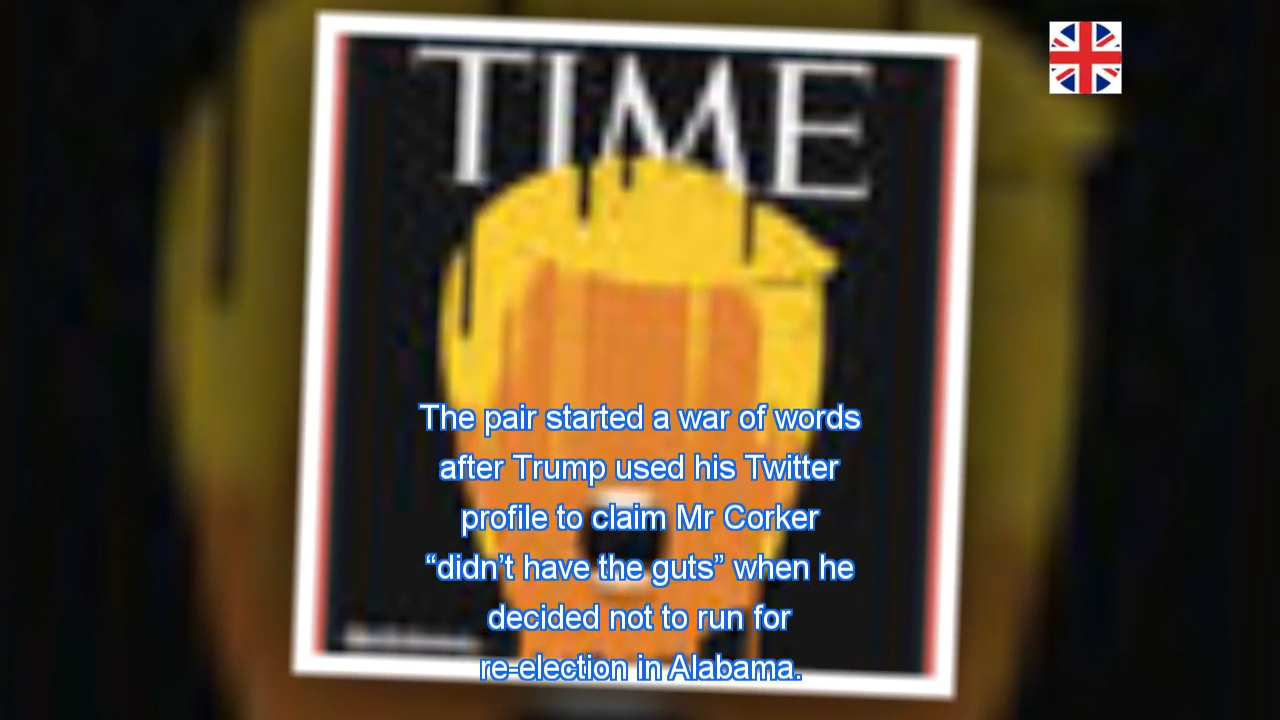 TIME
The pair started a war of words
after Trump used his Twitter
profile to claim Mr Corker
“didn’t have the guts” when he
decided not to run for
re-election in Alabama.